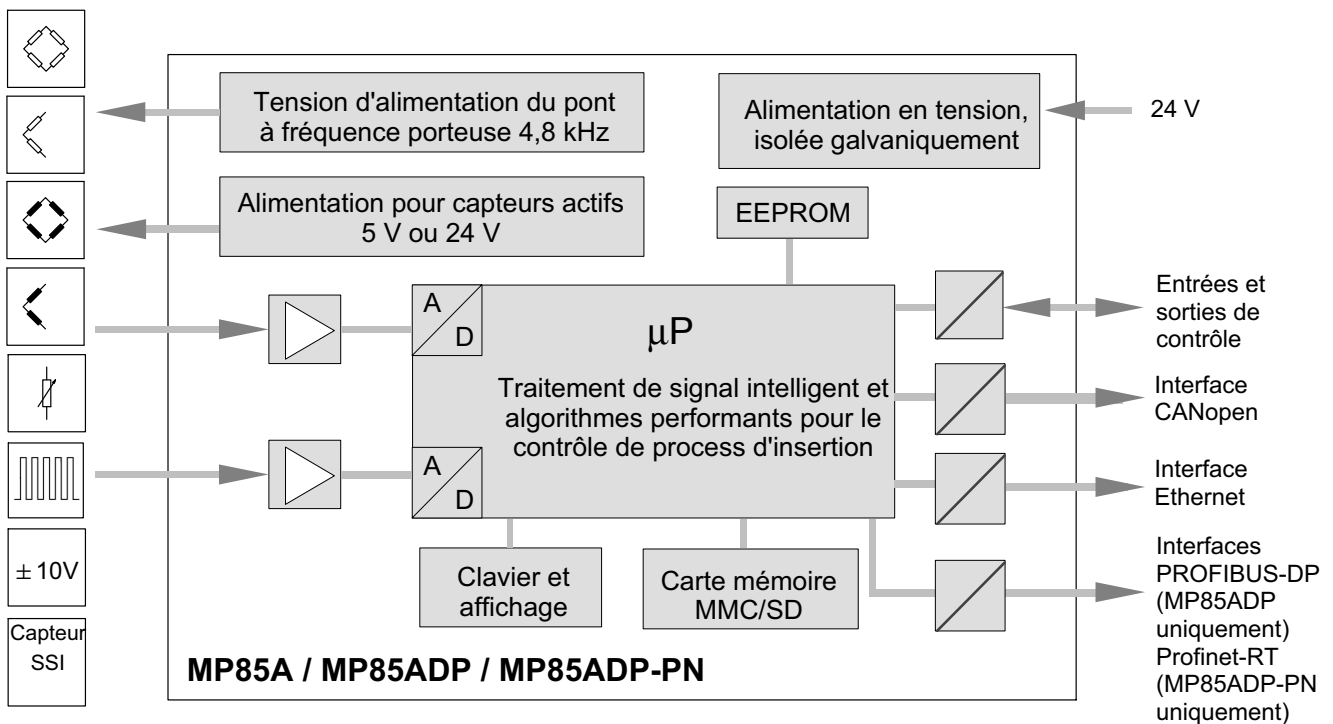 Tension d'alimentation du pont
à fréquence porteuse 4,8 kHz
Alimentation en tension,
isolée galvaniquement
24 V
Alimentation pour capteurs actifs
5 V ou 24 V
EEPROM
A
D
µP
Traitement de signal intelligent et
algorithmes performants pour le
contrôle de process d'insertion
A
D
Entrées et
sorties de
contrôle
Interface
CANopen
Interface
Ethernet
Interfaces
PROFIBUS-DP
(MP85ADP
uniquement)
Profinet-RT
(MP85ADP-PN
uniquement)
Clavier et
affichage
Carte mémoire
MMC/SD
± 10V
Capteur
SSI
MP85A / MP85ADP / MP85ADP-PN